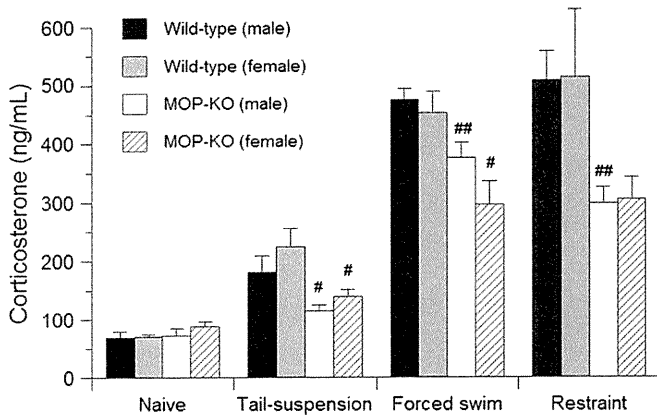 Corticosterone (ng/mL)
600
500
400
300
200
100
0
Wild-type (male)
Wild-type (female)
MOP-KO (male)
MOP-KO (female)
#
#
##
#
##
Naive
Tail-suspension
Forced swim
Restraint